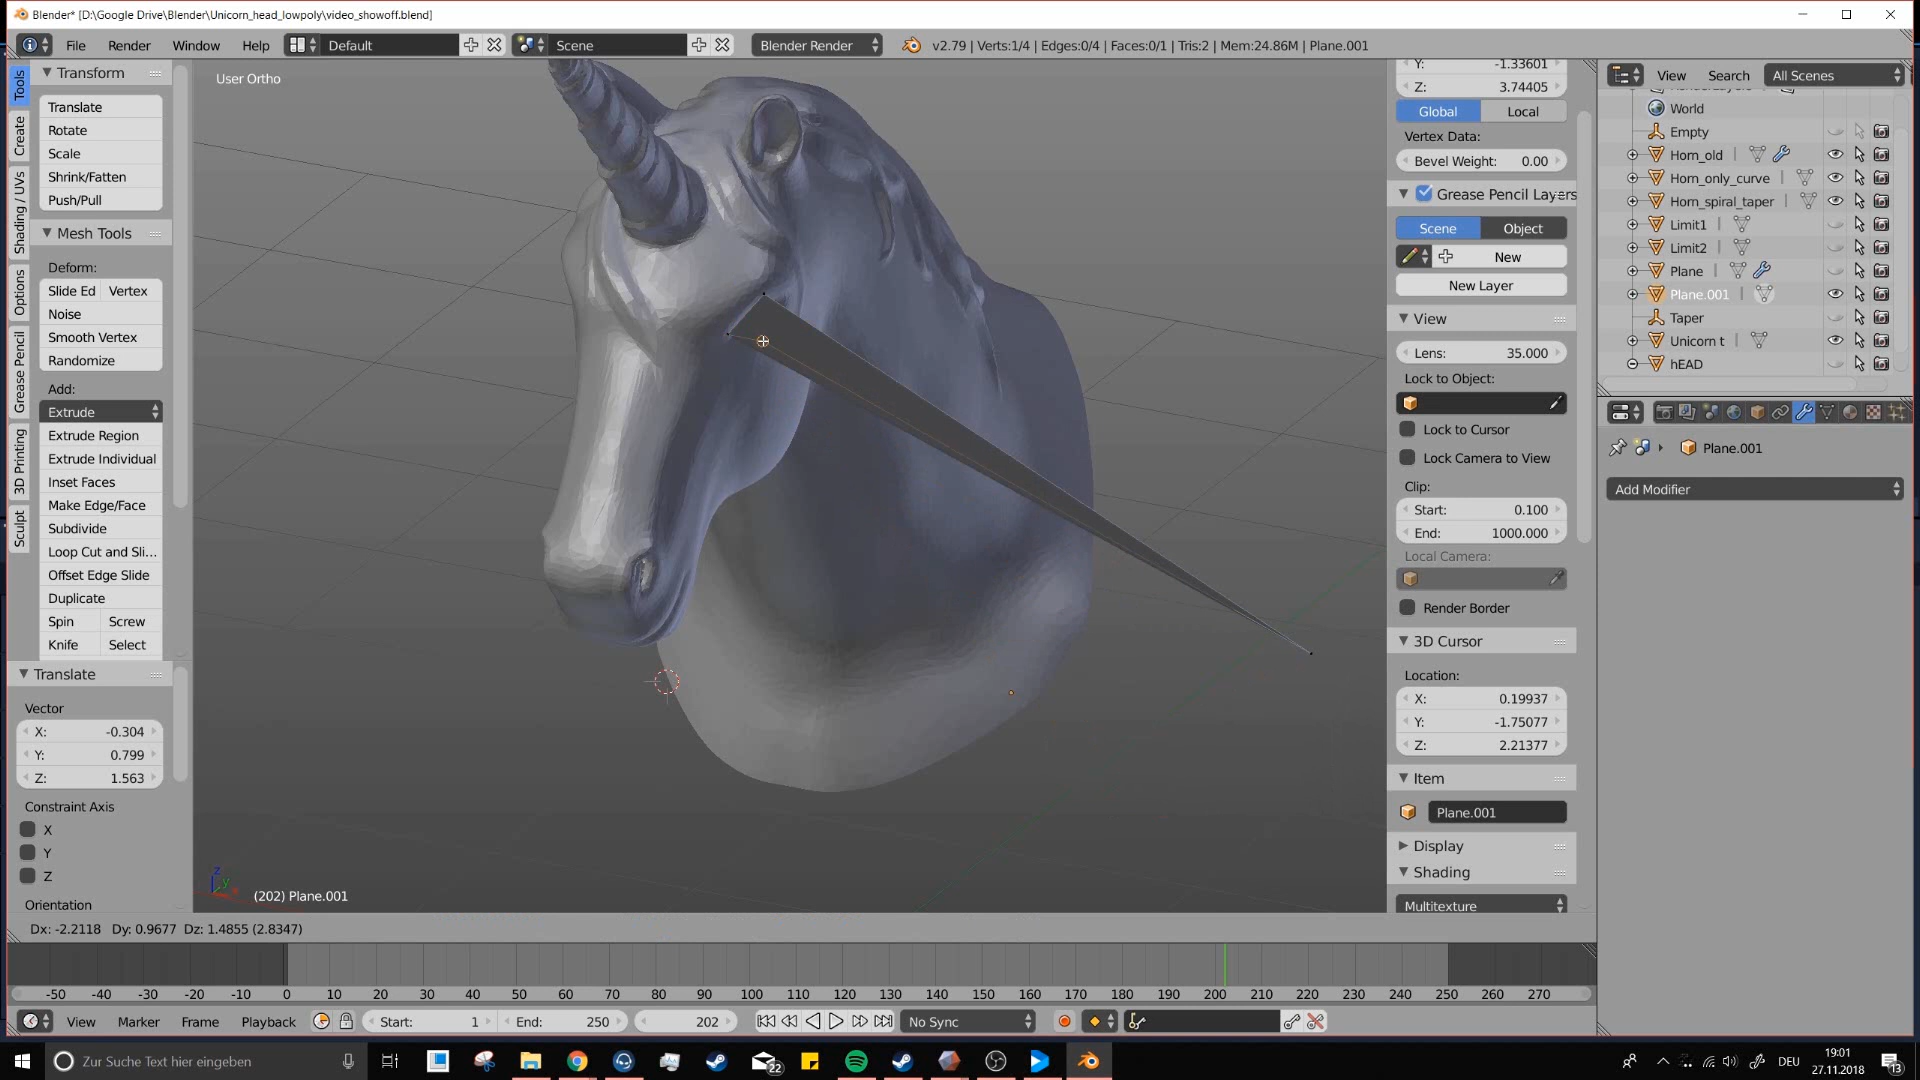 Blender* [D:\Google Drive\Blender\Unicorn_head_lowpoly\video_showoff.blend]
File Render Window Help Default Scene Blender Render v2.79 | Verts:1/4 | Edges:0/4 | Faces:0/1 | Tris:2 | Mem:24.86M | Plane.001
Tools
Create
Shading / UVs
Options
Grease Pencil
3D Printing
Sculpt
Transform
Translate
Rotate
Scale
Shrink/Fatten
Push/Pull
Mesh Tools
Deform:
Slide Ed Vertex
Noise
Smooth Vertex
Randomize
Add:
Extrude
Extrude Region
Extrude Individual
Inset Faces
Make Edge/Face
Subdivide
Loop Cut and Sli...
Offset Edge Slide
Duplicate
Spin Screw
Knife Select
Translate
Vector
X: -0.304
Y: 0.799
Z: 1.563
Constraint Axis
X
Y
Z
Orientation
User Ortho
z
y
(202) Plane.001
Y: -1.33601
Z: 3.74405
Global Local
Vertex Data:
Bevel Weight: 0.00
Grease Pencil Layers
Scene Object
New
New Layer
View
Lens: 35.000
Lock to Object:
Lock to Cursor
Lock Camera to View
Clip:
Start: 0.100
End: 1000.000
Local Camera:
Render Border
3D Cursor
Location:
X: 0.19937
Y: -1.75077
Z: 2.21377
Item
Plane.001
Display
Shading
Multitexture
View Search All Scenes
World
Empty
Horn_old
Horn_only_curve
Horn_spiral_taper
Limit1
Limit2
Plane
Plane.001
Taper
Unicorn t
hEAD
Plane.001
Add Modifier
Dx: -2.2118 Dy: 0.9677 Dz: 1.4855 (2.8347)
-50 -40 -30 -20 -10 0 10 20 30 40 50 60 70 80 90 100 110 120 130 140 150 160 170 180 190 200 210 220 230 240 250 260 270
View Marker Frame Playback Start: 1 End: 250 202 No Sync
Zur Suche Text hier eingeben 22 DEU 19:01
27.11.2018 13